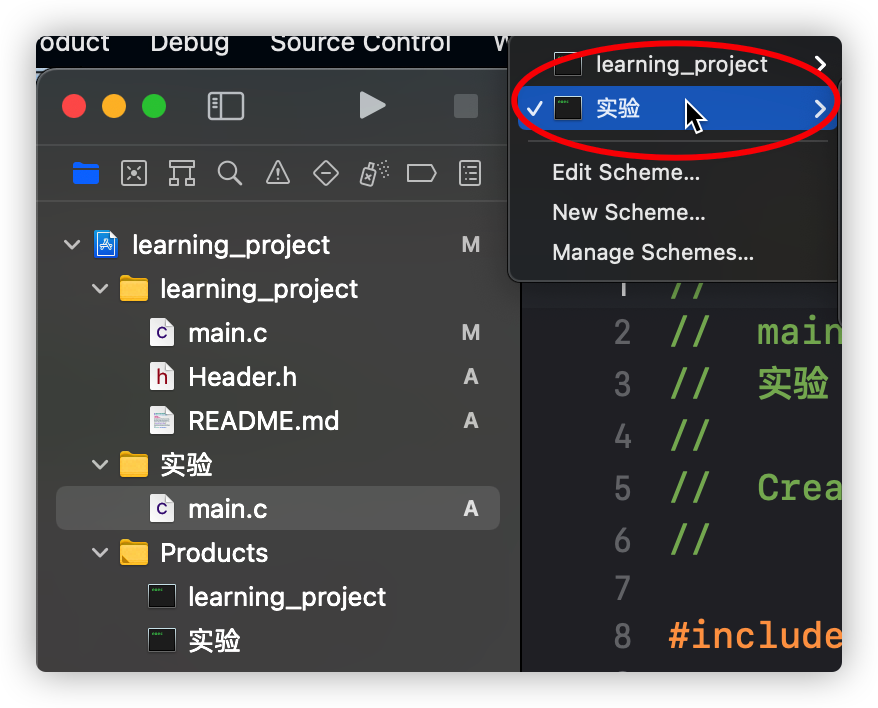 oduct Debug Source Control W
learning_project
实验
Edit Scheme...
New Scheme...
Manage Schemes...
learning_project M
learning_project
main.c M
Header.h A
README.md A
实验
main.c A
Products
learning_project
实验
1 //
2 // main
3 // 实验
4 //
5 // Crea
6 //
7
8 #include